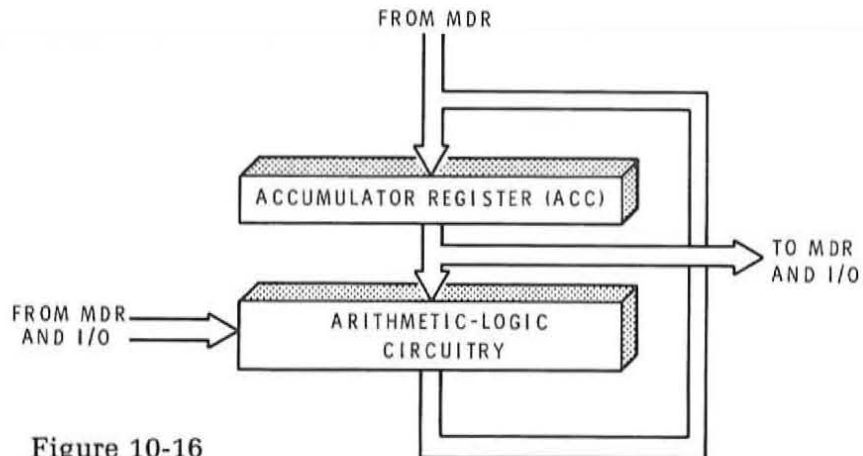 FROM MDR
ACCUMULATOR REGISTER (ACC)
TO MDR
AND I/O
FROM MDR
AND I/O
ARITHMETIC-LOGIC
CIRCUITRY
Figure 10-16